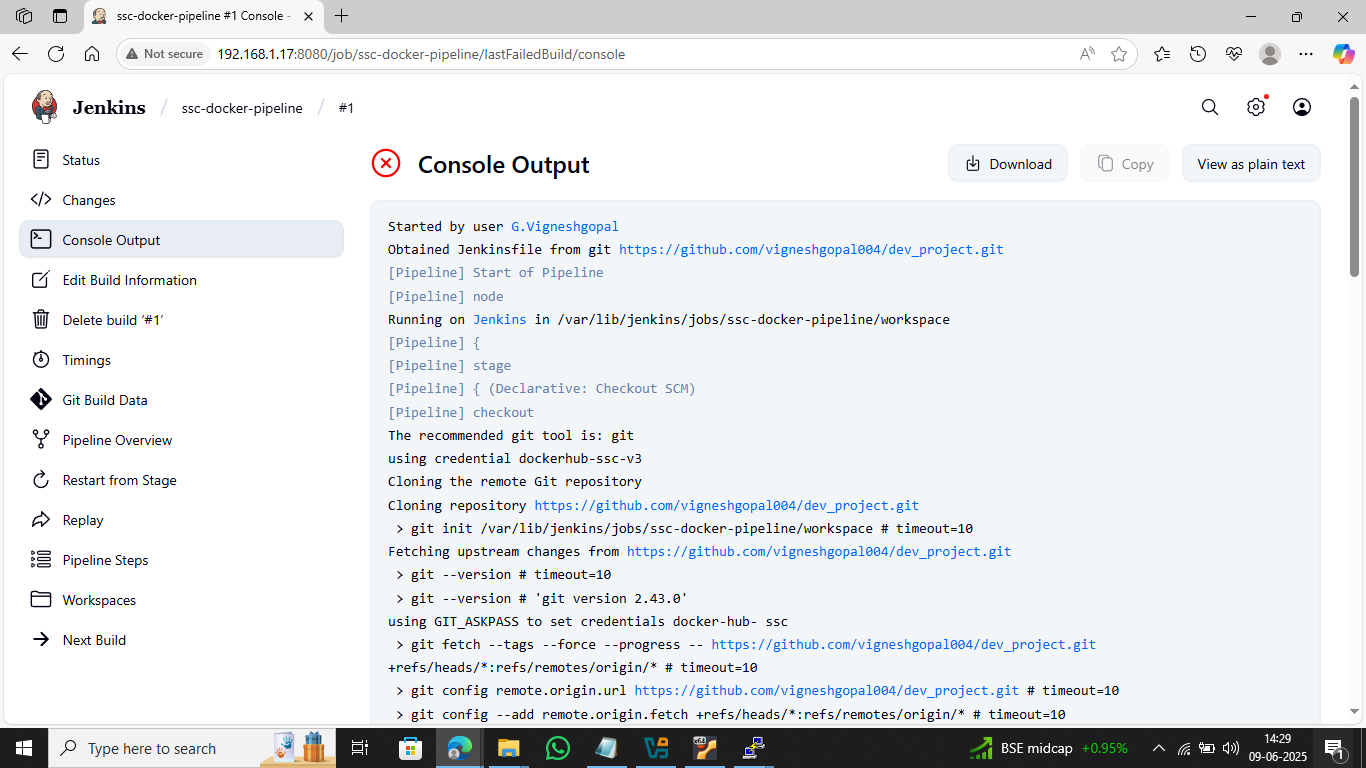 ssc-docker-pipeline #1 Console -
Not secure 192.168.1.17:8080/job/ssc-docker-pipeline/lastFailedBuild/console
Jenkins / ssc-docker-pipeline / #1
Status
Changes
Console Output
Edit Build Information
Delete build ‘#1’
Timings
Git Build Data
Pipeline Overview
Restart from Stage
Replay
Pipeline Steps
Workspaces
Next Build
Console Output
Download
Copy
View as plain text
Started by user G.Vigneshgopal
Obtained Jenkinsfile from git https://github.com/vigneshgopal004/dev_project.git
[Pipeline] Start of Pipeline
[Pipeline] node
Running on Jenkins in /var/lib/jenkins/jobs/ssc-docker-pipeline/workspace
[Pipeline] {
[Pipeline] stage
[Pipeline] { (Declarative: Checkout SCM)
[Pipeline] checkout
The recommended git tool is: git
using credential dockerhub-ssc-v3
Cloning the remote Git repository
Cloning repository https://github.com/vigneshgopal004/dev_project.git
> git init /var/lib/jenkins/jobs/ssc-docker-pipeline/workspace # timeout=10
Fetching upstream changes from https://github.com/vigneshgopal004/dev_project.git
> git --version # timeout=10
> git --version # 'git version 2.43.0'
using GIT_ASKPASS to set credentials docker-hub- ssc
> git fetch --tags --force --progress -- https://github.com/vigneshgopal004/dev_project.git
+refs/heads/*:refs/remotes/origin/* # timeout=10
> git config remote.origin.url https://github.com/vigneshgopal004/dev_project.git # timeout=10
> git config --add remote.origin.fetch +refs/heads/*:refs/remotes/origin/* # timeout=10
Type here to search
BSE midcap +0.95%
14:29
09-06-2025
1